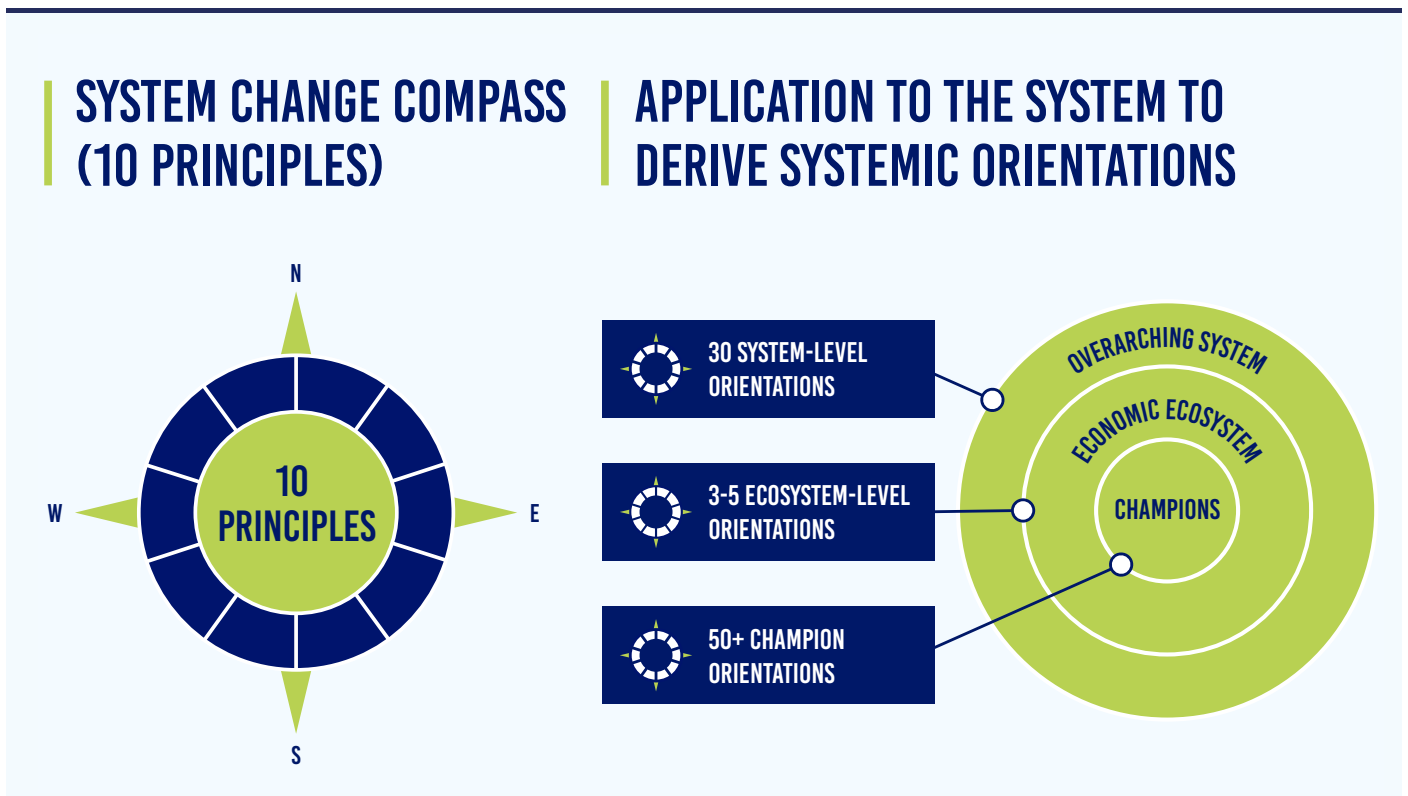 SYSTEM CHANGE COMPASS
(10 PRINCIPLES)
APPLICATION TO THE SYSTEM TO
DERIVE SYSTEMIC ORIENTATIONS
N
W
10
PRINCIPLES
E
S
30 SYSTEM-LEVEL
ORIENTATIONS
3-5 ECOSYSTEM-LEVEL
ORIENTATIONS
50+ CHAMPION
ORIENTATIONS
OVERARCHING SYSTEM
ECONOMIC ECOSYSTEM
CHAMPIONS